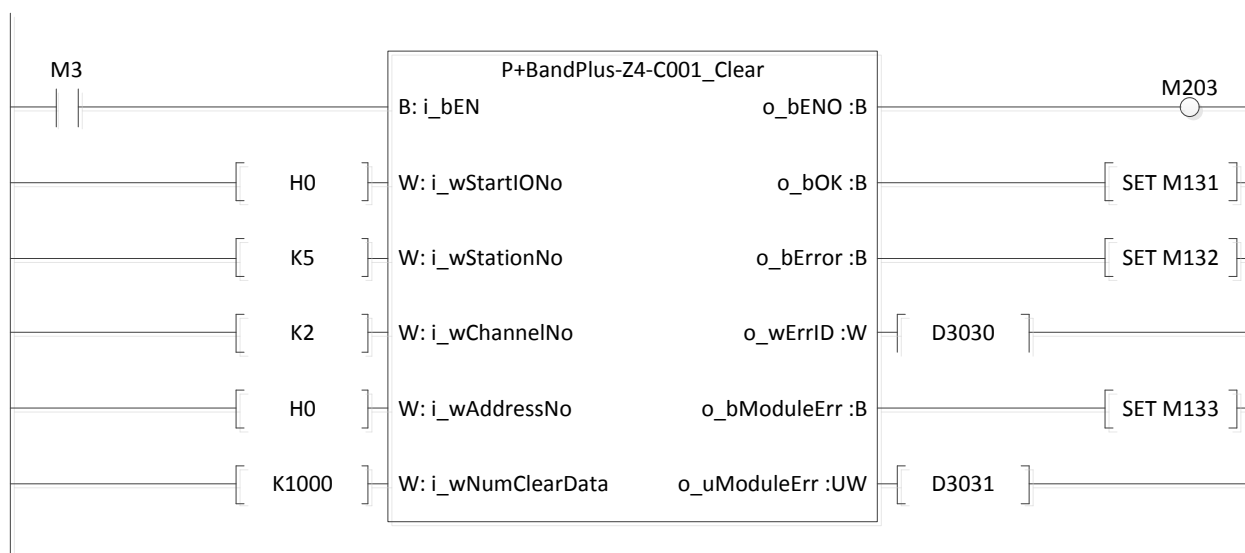 P+BandPlus-Z4-C001_Clear
M3 B: i_bEN o_bENO :B M203
H0 W: i_wStartIONo o_bOK :B SET M131
K5 W: i_wStationNo o_bError :B SET M132
K2 W: i_wChannelNo o_wErrID :W D3030
H0 W: i_wAddressNo o_bModuleErr :B SET M133
K1000 W: i_wNumClearData o_uModuleErr :UW D3031